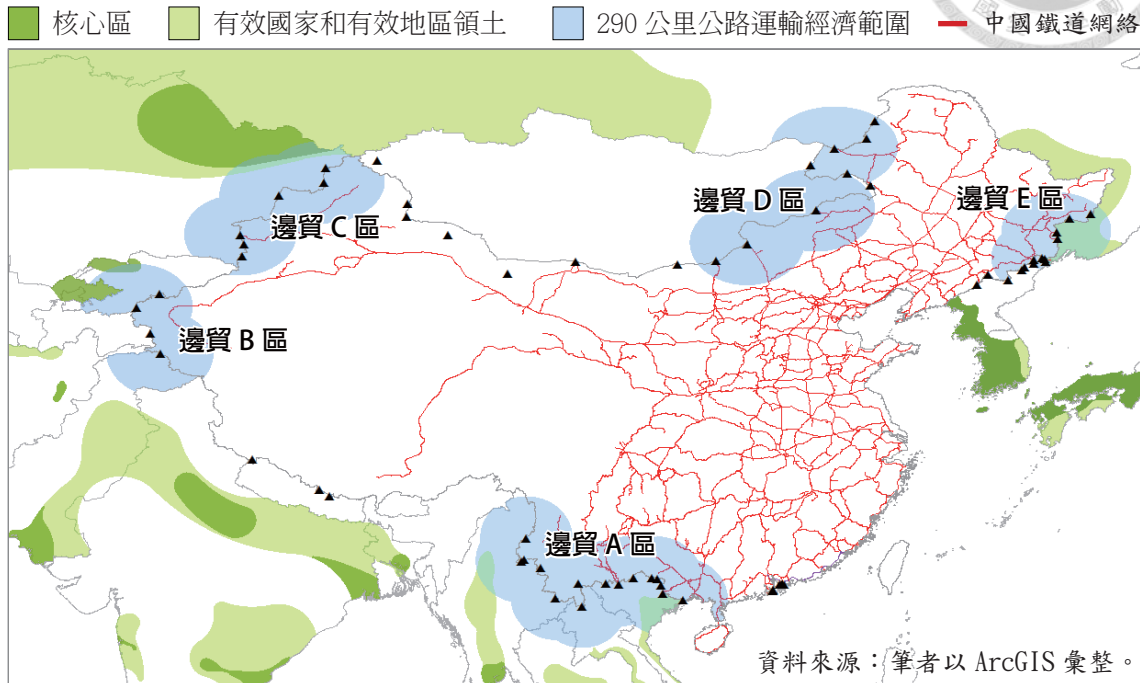 核心區 有效國家和有效地區領土 290 公里公路運輸經濟範圍 中國鐵道網絡
邊貿 C 區
邊貿 D 區
邊貿 E 區
邊貿 B 區
邊貿 A 區
資料來源：筆者以 ArcGIS 彙整。